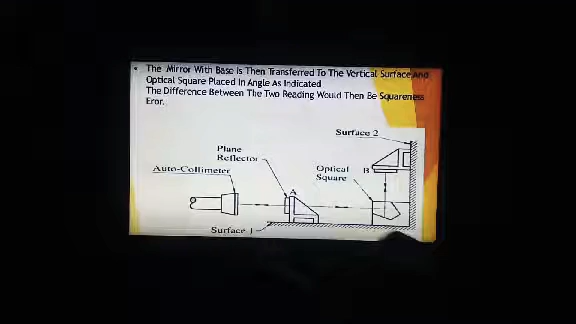 • The Mirror With Base Is Then Transferred To The Vertical Surface And
Optical Square Placed In Angle As Indicated
The Difference Between The Two Reading Would Then Be Squareness
Eror.
Surface 2
Plane
Reflector
Auto-Collimeter
Optical
Square
B
A
Surface 1